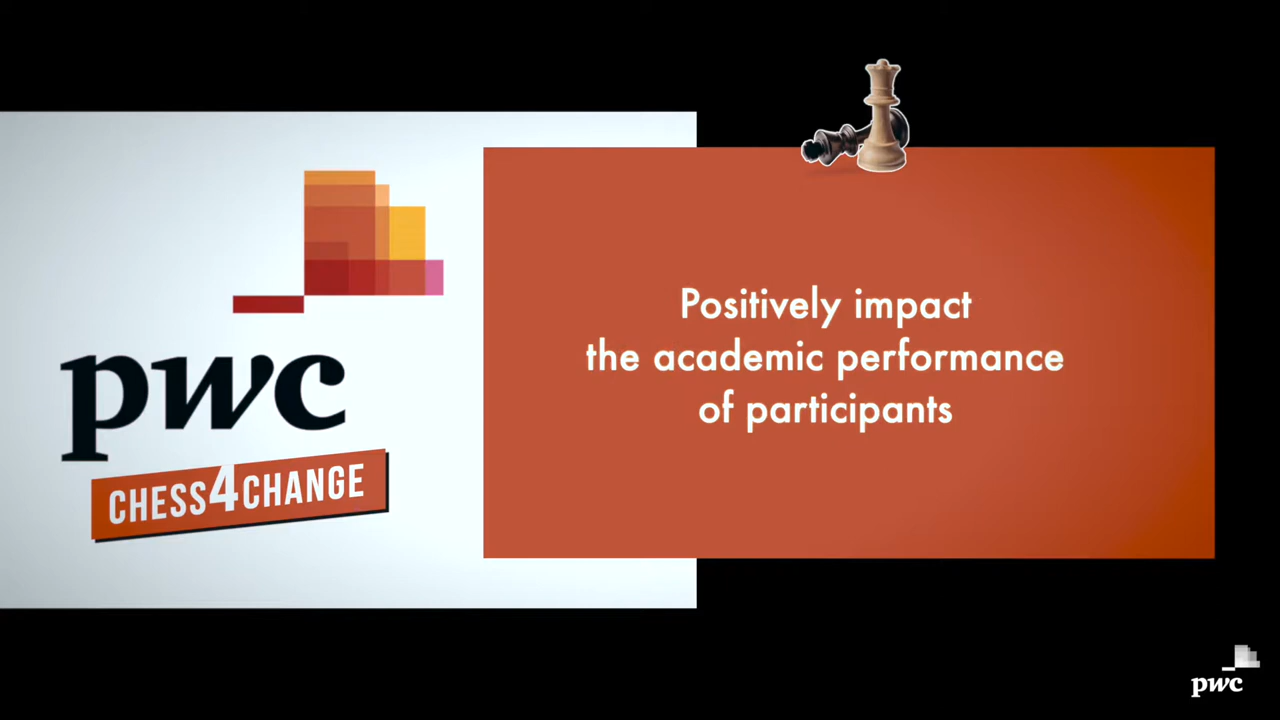 pwc
CHESS4CHANGE
Positively impact
the academic performance
of participants
pwc